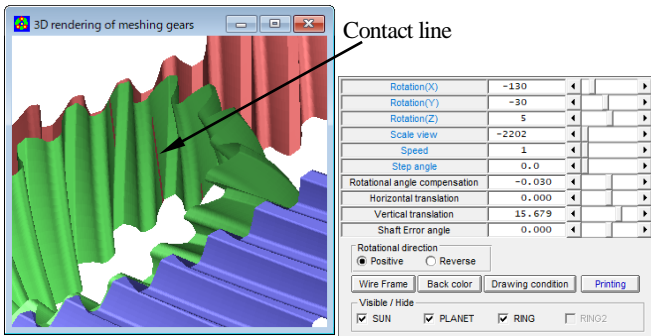 3D rendering of meshing gears
Contact line
Rotation(X) -130
Rotation(Y) -30
Rotation(Z) 5
Scale view -2202
Speed 1
Step angle 0.0
Rotational angle compensation -0.030
Horizontal translation 0.000
Vertical translation 15.679
Shaft Error angle 0.000
Rotational direction
Positive Reverse
Wire Frame Back color Drawing condition Printing
Visible / Hide
SUN PLANET RING RING2